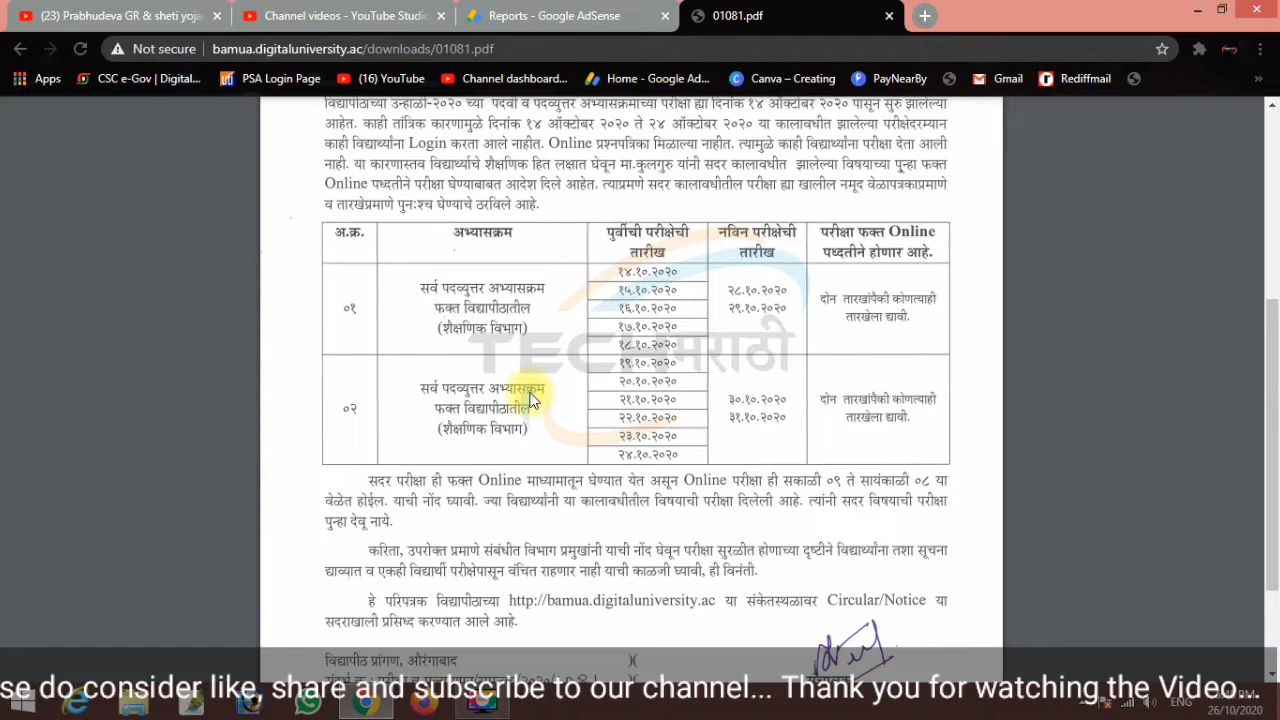 (23) Prabhudeva GR & sheti yoja
Channel videos - YouTube Studio
Reports - Google AdSense
01081.pdf
Not secure
bamua.digitaluniversity.ac/downloads/01081.pdf
Apps
CSC e-Gov | Digital...
PSA Login Page
(16) YouTube
Channel dashboard...
Home - Google Ad...
Canva – Creating
PayNearBy
Gmail
Rediffmail
विद्यापीठाच्या उन्हाळी-२०२० च्या पदवी व पदव्युत्तर अभ्यासक्रमाच्या परीक्षा ह्या दिनांक १४ ऑक्टोबर २०२० पासून सुरु झालेल्या
आहेत. काही तांत्रिक कारणामुळे दिनांक १४ ऑक्टोबर २०२० ते २४ ऑक्टोबर २०२० या कालावधीत झालेल्या परीक्षेदरम्यान
काही विद्यार्थ्यांना Login करता आले नाहीत. Online प्रश्नपत्रिका मिळाल्या नाहीत. त्यामुळे काही विद्यार्थ्यांना परीक्षा देता आली
नाही. या कारणास्तव विद्यार्थ्याचे शैक्षणिक हित लक्षात घेवून मा.कुलगुरु यांनी सदर कालावधीत झालेल्या विषयाच्या पुन्हा फक्त
Online पध्दतीने परीक्षा घेण्याबाबत आदेश दिले आहेत. त्याप्रमणे सदर कालावधीतील परीक्षा ह्या खालील नमूद वेळापत्रकाप्रमाणे
व तारखेप्रमाणे पुन:श्च घेण्याचे ठरविले आहे.
अ.क्र.
अभ्यासक्रम
पुर्वीची परीक्षेची
तारीख
नविन परीक्षेची
तारीख
परीक्षा फक्त Online
पध्दतीने होणार आहे.
०१
सर्व पदव्युत्तर अभ्यासक्रम
फक्त विद्यापीठातील
(शैक्षणिक विभाग)
१४.१०.२०२०
१५.१०.२०२०
१६.१०.२०२०
१७.१०.२०२०
१८.१०.२०२०
२८.१०.२०२०
२९.१०.२०२०
दोन तारखांपैकी कोणत्याही
तारखेला द्यावी.
TECHमराठी
०२
सर्व पदव्युत्तर अभ्यासक्रम
फक्त विद्यापीठातील
(शैक्षणिक विभाग)
१९.१०.२०२०
२०.१०.२०२०
२१.१०.२०२०
२२.१०.२०२०
२३.१०.२०२०
२४.१०.२०२०
३०.१०.२०२०
३१.१०.२०२०
दोन तारखांपैकी कोणत्याही
तारखेला द्यावी.
सदर परीक्षा ही फक्त Online माध्यामातून घेण्यात येत असून Online परीक्षा ही सकाळी ०९ ते सायंकाळी ०८ या
वेळेत होईल. याची नोंद घ्यावी. ज्या विद्यार्थ्यांनी या कालावधीतील विषयाची परीक्षा दिलेली आहे. त्यांनी सदर विषयाची परीक्षा
पुन्हा देवू नाये.
करिता, उपरोक्त प्रमाणे संबंधीत विभाग प्रमुखांनी याची नोंद घेवून परीक्षा सुरळीत होणाच्या दृष्टीने विद्यार्थ्यांना तशा सूचना
द्याव्यात व एकही विद्यार्थी परीक्षेपासून वंचित राहणार नाही याची काळजी घ्यावी, ही विनंती.
हे परिपत्रक विद्यापीठाच्या http://bamua.digitaluniversity.ac या संकेतस्थळावर Circular/Notice या
सदराखाली प्रसिध्द करण्यात आले आहे.
विद्यापीठ प्रांगण, औरंगाबाद )(
se do consider like, share and subscribe to our channel... Thank you for watching the Video...
ENG
26/10/2020